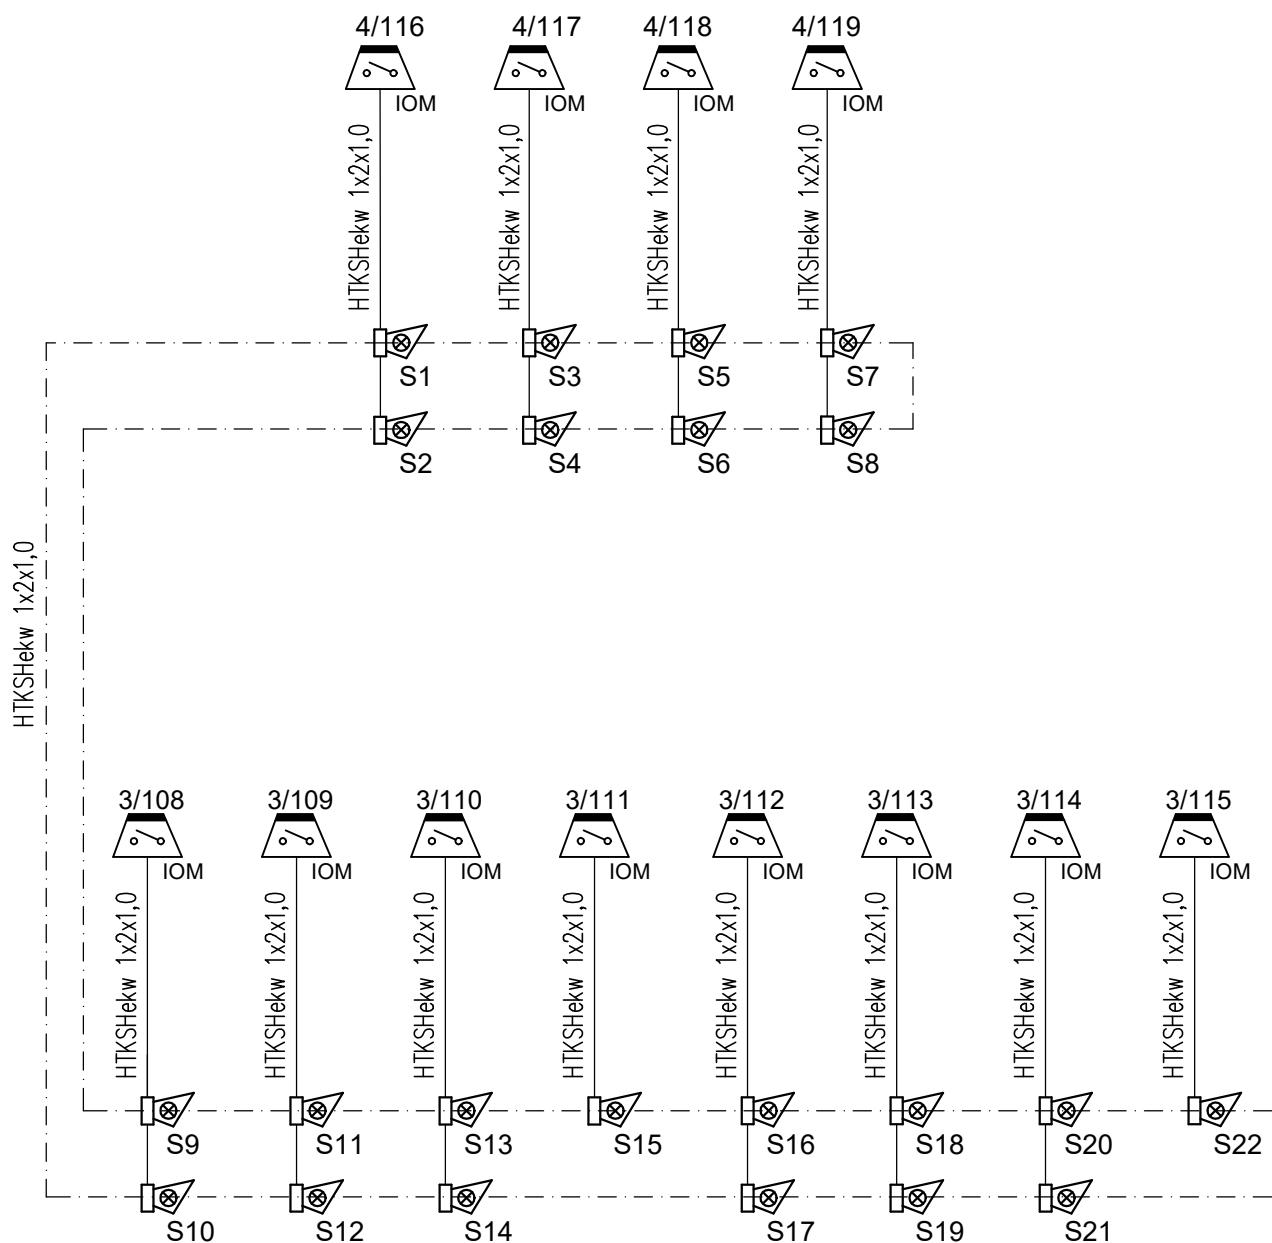 4/116 4/117 4/118 4/119
IOM IOM IOM IOM
HTKSHekw 1x2x1,0
HTKSHekw 1x2x1,0
HTKSHekw 1x2x1,0
HTKSHekw 1x2x1,0
S1 S3 S5 S7
S2 S4 S6 S8
HTKSHekw 1x2x1,0
3/108 3/109 3/110 3/111 3/112 3/113 3/114 3/115
IOM IOM IOM IOM IOM IOM IOM IOM
HTKSHekw 1x2x1,0
HTKSHekw 1x2x1,0
HTKSHekw 1x2x1,0
HTKSHekw 1x2x1,0
HTKSHekw 1x2x1,0
HTKSHekw 1x2x1,0
HTKSHekw 1x2x1,0
HTKSHekw 1x2x1,0
S9 S11 S13 S15 S16 S18 S20 S22
S10 S12 S14 S17 S19 S21